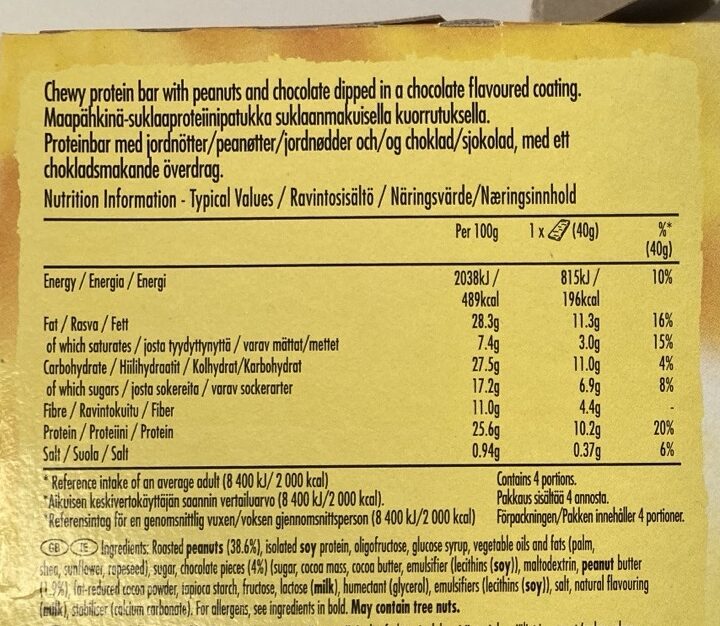 Chewy protein bar with peanuts and chocolate dipped in a chocolate flavoured coating.
Maapähkinä-suklaaproteiinipatukka suklaanmakuisella kuorrutuksella.
Proteinbar med jordnötter/peanøtter/jordnødder och/og choklad/sjokolad, med ett
chokladsmakande överdrag.
Nutrition Information - Typical Values / Ravintosisältö / Näringsvärde/Næringsinnhold
Per 100g 1 x (40g) %*
(40g)
Energy / Energia / Energi 2038kJ / 815kJ / 10%
489kcal 196kcal
Fat / Rasva / Fett 28.3g 11.3g 16%
of which saturates / josta tyydyttynyttä / varav mättat/mettet 7.4g 3.0g 15%
Carbohydrate / Hiilihydraatit / Kolhydrat/Karbohydrat 27.5g 11.0g 4%
of which sugars / josta sokereita / varav sockerarter 17.2g 6.9g 8%
Fibre / Ravintokuitu / Fiber 11.0g 4.4g -
Protein / Proteiini / Protein 25.6g 10.2g 20%
Salt / Suola / Salt 0.94g 0.37g 6%
* Reference intake of an average adult (8 400 kJ/ 2 000 kcal) Contains 4 portions.
*Aikuisen keskivertokäyttäjän saannin vertailuarvo (8 400 kJ/2 000 kcal). Pakkaus sisältää 4 annosta.
*Referensintag för en genomsnittlig vuxen/voksen gjennomsnittsperson (8 400 kJ/2 000 kcal) Förpackningen/Pakken innehåller 4 portioner.
GB IE Ingredients: Roasted peanuts (38.6%), isolated soy protein, oligofructose, glucose syrup, vegetable oils and fats (palm,
shea, sunflower, rapeseed), sugar, chocolate pieces (4%) (sugar, cocoa mass, cocoa butter, emulsifier (lecithins (soy)), maltodextrin, peanut butter
(1.9%), fat-reduced cocoa powder, tapioca starch, fructose, lactose (milk), humectant (glycerol), emulsifiers (lecithins (soy)), salt, natural flavouring
(milk), stabiliser (calcium carbonate). For allergens, see ingredients in bold. May contain tree nuts.